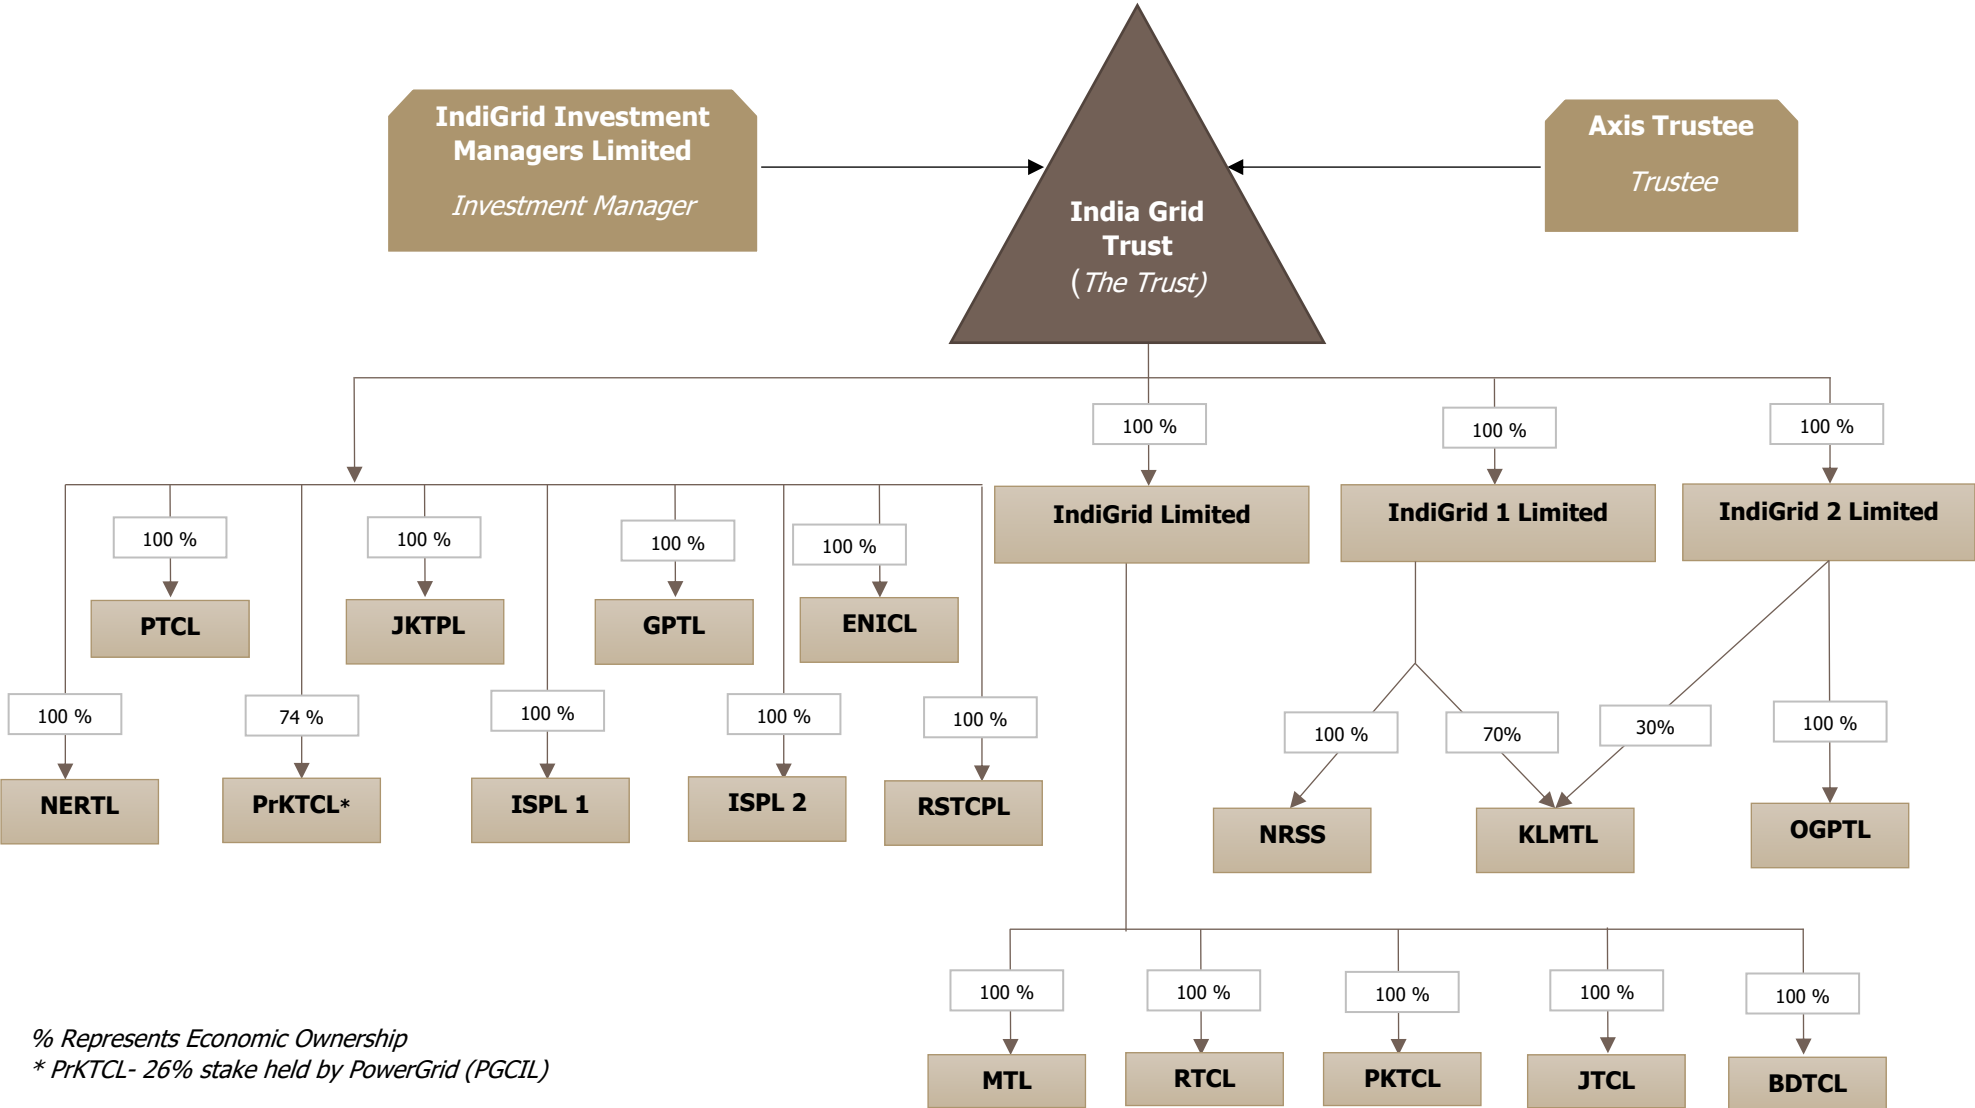 IndiGrid Investment
Managers Limited
Investment Manager
India Grid
Trust
(The Trust)
Axis Trustee
Trustee
100 %
100 %
100 %
IndiGrid Limited
IndiGrid 1 Limited
IndiGrid 2 Limited
100 %
100 %
100 %
100 %
PTCL
JKTPL
GPTL
ENICL
100 %
74 %
100 %
100 %
100 %
100 %
70%
30%
100 %
NERTL
PrKTCL*
ISPL 1
ISPL 2
RSTCPL
NRSS
KLMTL
OGPTL
100 %
100 %
100 %
100 %
100 %
MTL
RTCL
PKTCL
JTCL
BDTCL
% Represents Economic Ownership
* PrKTCL- 26% stake held by PowerGrid (PGCIL)